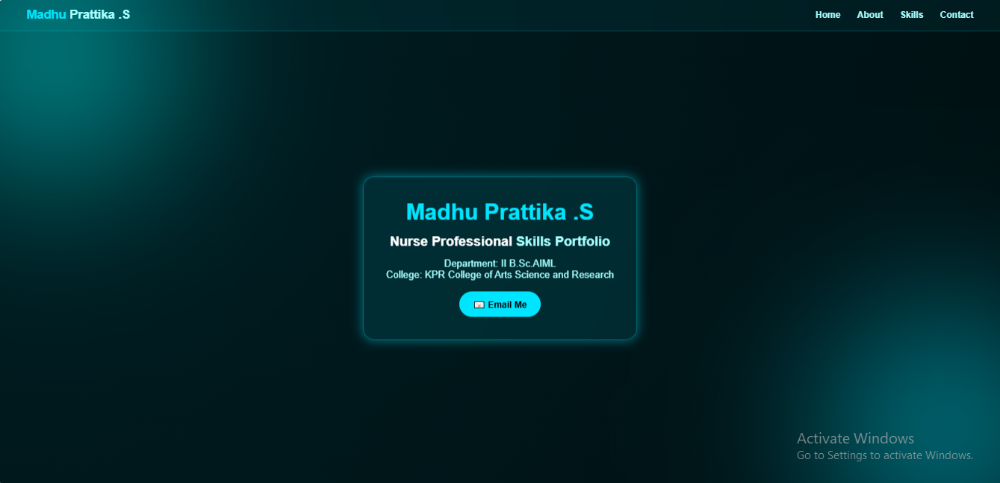 Madhu Prattika .S
Home About Skills Contact
Madhu Prattika .S
Nurse Professional Skills Portfolio
Department: II B.Sc.AIML
College: KPR College of Arts Science and Research
📧 Email Me
Activate Windows
Go to Settings to activate Windows.